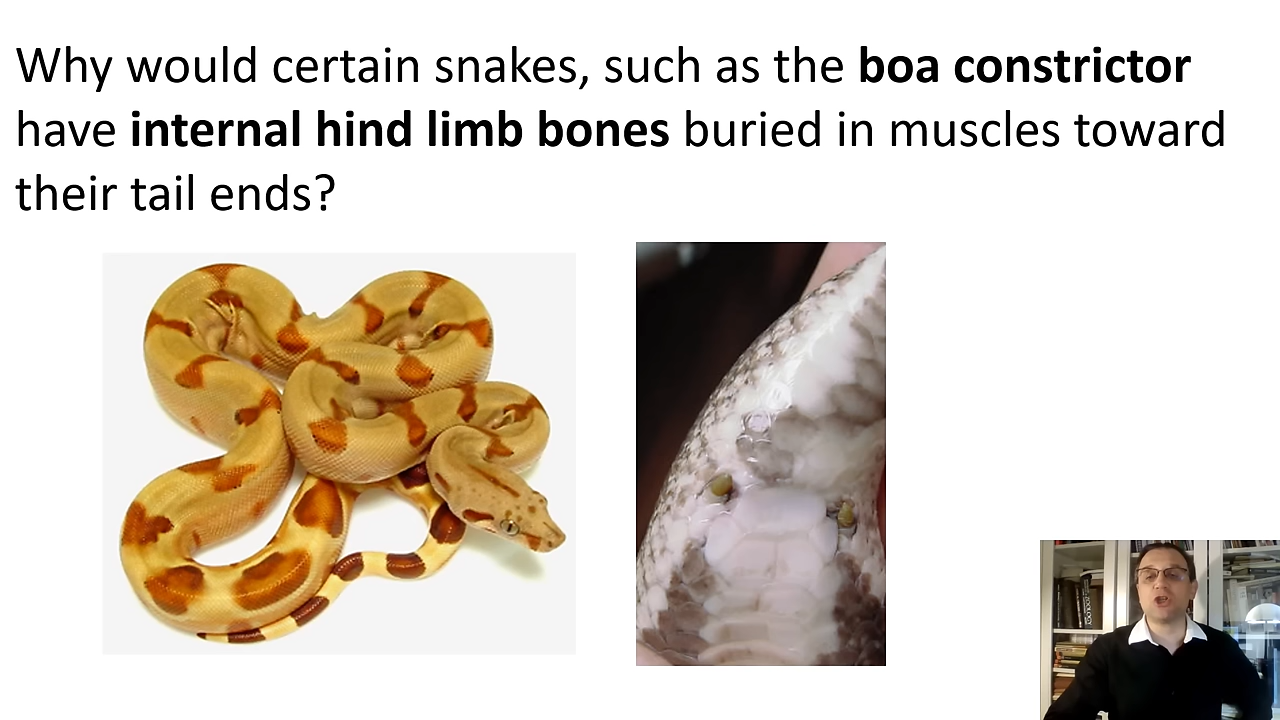 Why would certain snakes, such as the boa constrictor
have internal hind limb bones buried in muscles toward
their tail ends?